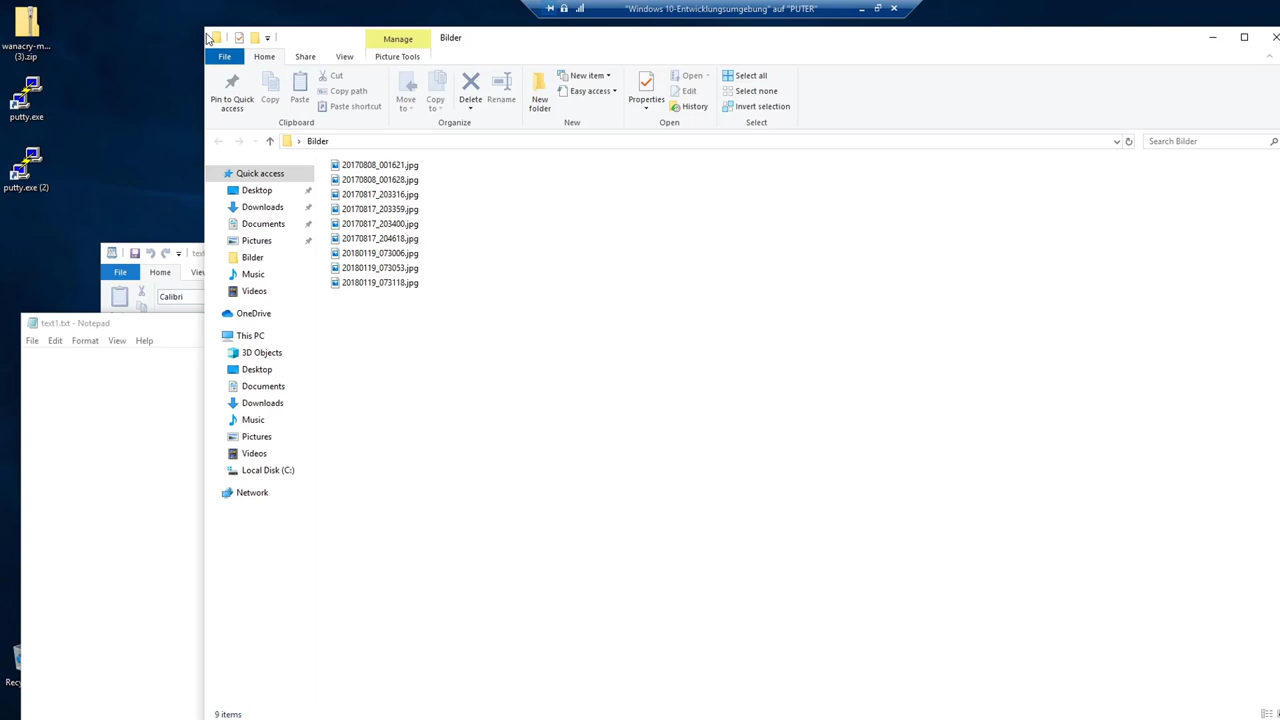 "Windows 10-Entwicklungsumgebung" auf "PUTER"
wanacry-m...
(3).zip
putty.exe
putty.exe (2)
Manage
Bilder
File
Home
Share
View
Picture Tools
Pin to Quick
access
Copy
Paste
Cut
Copy path
Paste shortcut
Clipboard
Move
to
Copy
to
Delete
Rename
Organize
New
folder
New item
Easy access
New
Properties
Open
Edit
History
Open
Select all
Select none
Invert selection
Select
Bilder
Search Bilder
Quick access
Desktop
Downloads
Documents
Pictures
Bilder
Music
Videos
OneDrive
This PC
3D Objects
Desktop
Documents
Downloads
Music
Pictures
Videos
Local Disk (C:)
Network
20170808_001621.jpg
20170808_001628.jpg
20170817_203316.jpg
20170817_203359.jpg
20170817_203400.jpg
20170817_204618.jpg
20180119_073006.jpg
20180119_073053.jpg
20180119_073118.jpg
9 items
File
Home
Calibri
text1.txt - Notepad
File
Edit
Format
View
Help